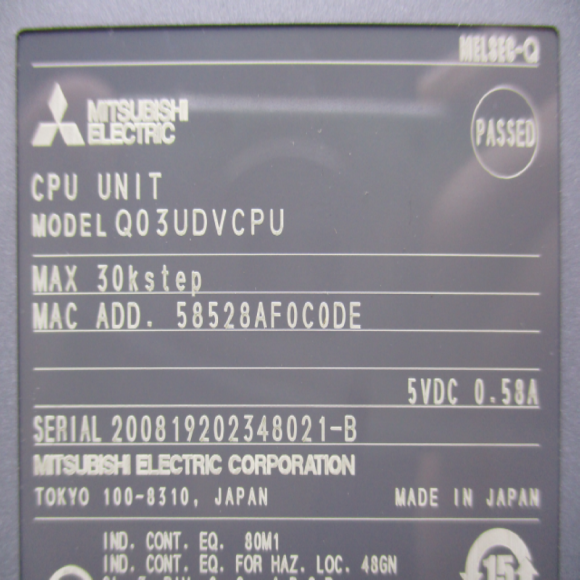 MELSEC-Q
MITSUBISHI
ELECTRIC
PASSED
CPU UNIT
MODEL Q03UDVCPU
MAX 30kstep
MAC ADD. 58528AF0C0DE
5VDC 0.58A
SERIAL 200819202348021-B
MITSUBISHI ELECTRIC CORPORATION
TOKYO 100-8310, JAPAN MADE IN JAPAN
IND. CONT. EQ. 80M1
IND. CONT. EQ. FOR HAZ. LOC. 48GN
15